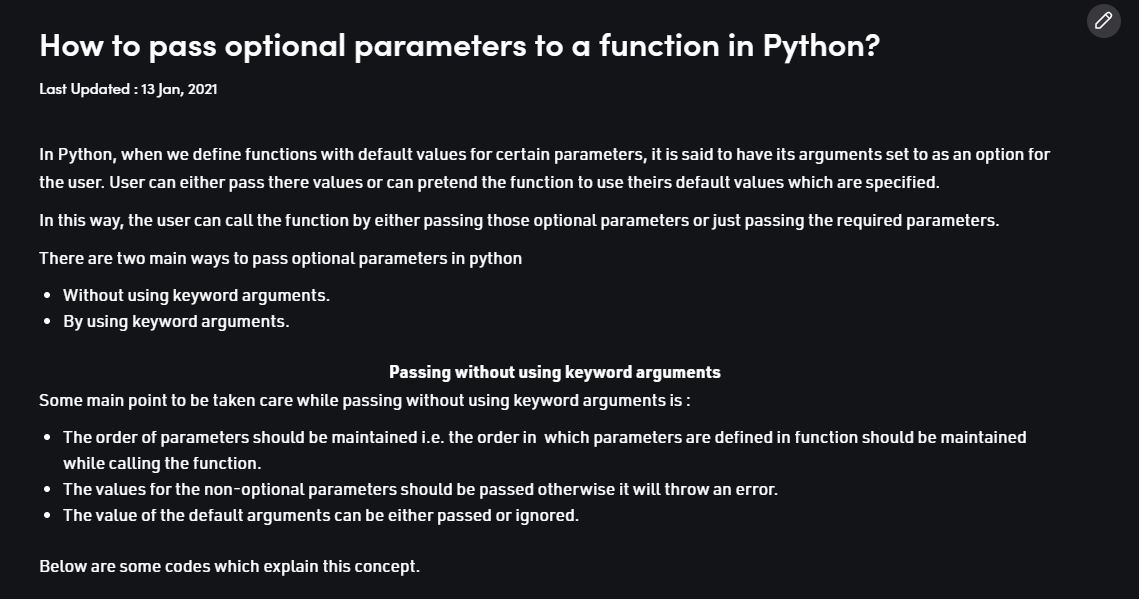 How to pass optional parameters to a function in Python?
Last Updated : 13 Jan, 2021
In Python, when we define functions with default values for certain parameters, it is said to have its arguments set to as an option for
the user. User can either pass there values or can pretend the function to use theirs default values which are specified.
In this way, the user can call the function by either passing those optional parameters or just passing the required parameters.
There are two main ways to pass optional parameters in python
• Without using keyword arguments.
• By using keyword arguments.
Passing without using keyword arguments
Some main point to be taken care while passing without using keyword arguments is :
• The order of parameters should be maintained i.e. the order in  which parameters are defined in function should be maintained
while calling the function.
• The values for the non-optional parameters should be passed otherwise it will throw an error.
• The value of the default arguments can be either passed or ignored.
Below are some codes which explain this concept.